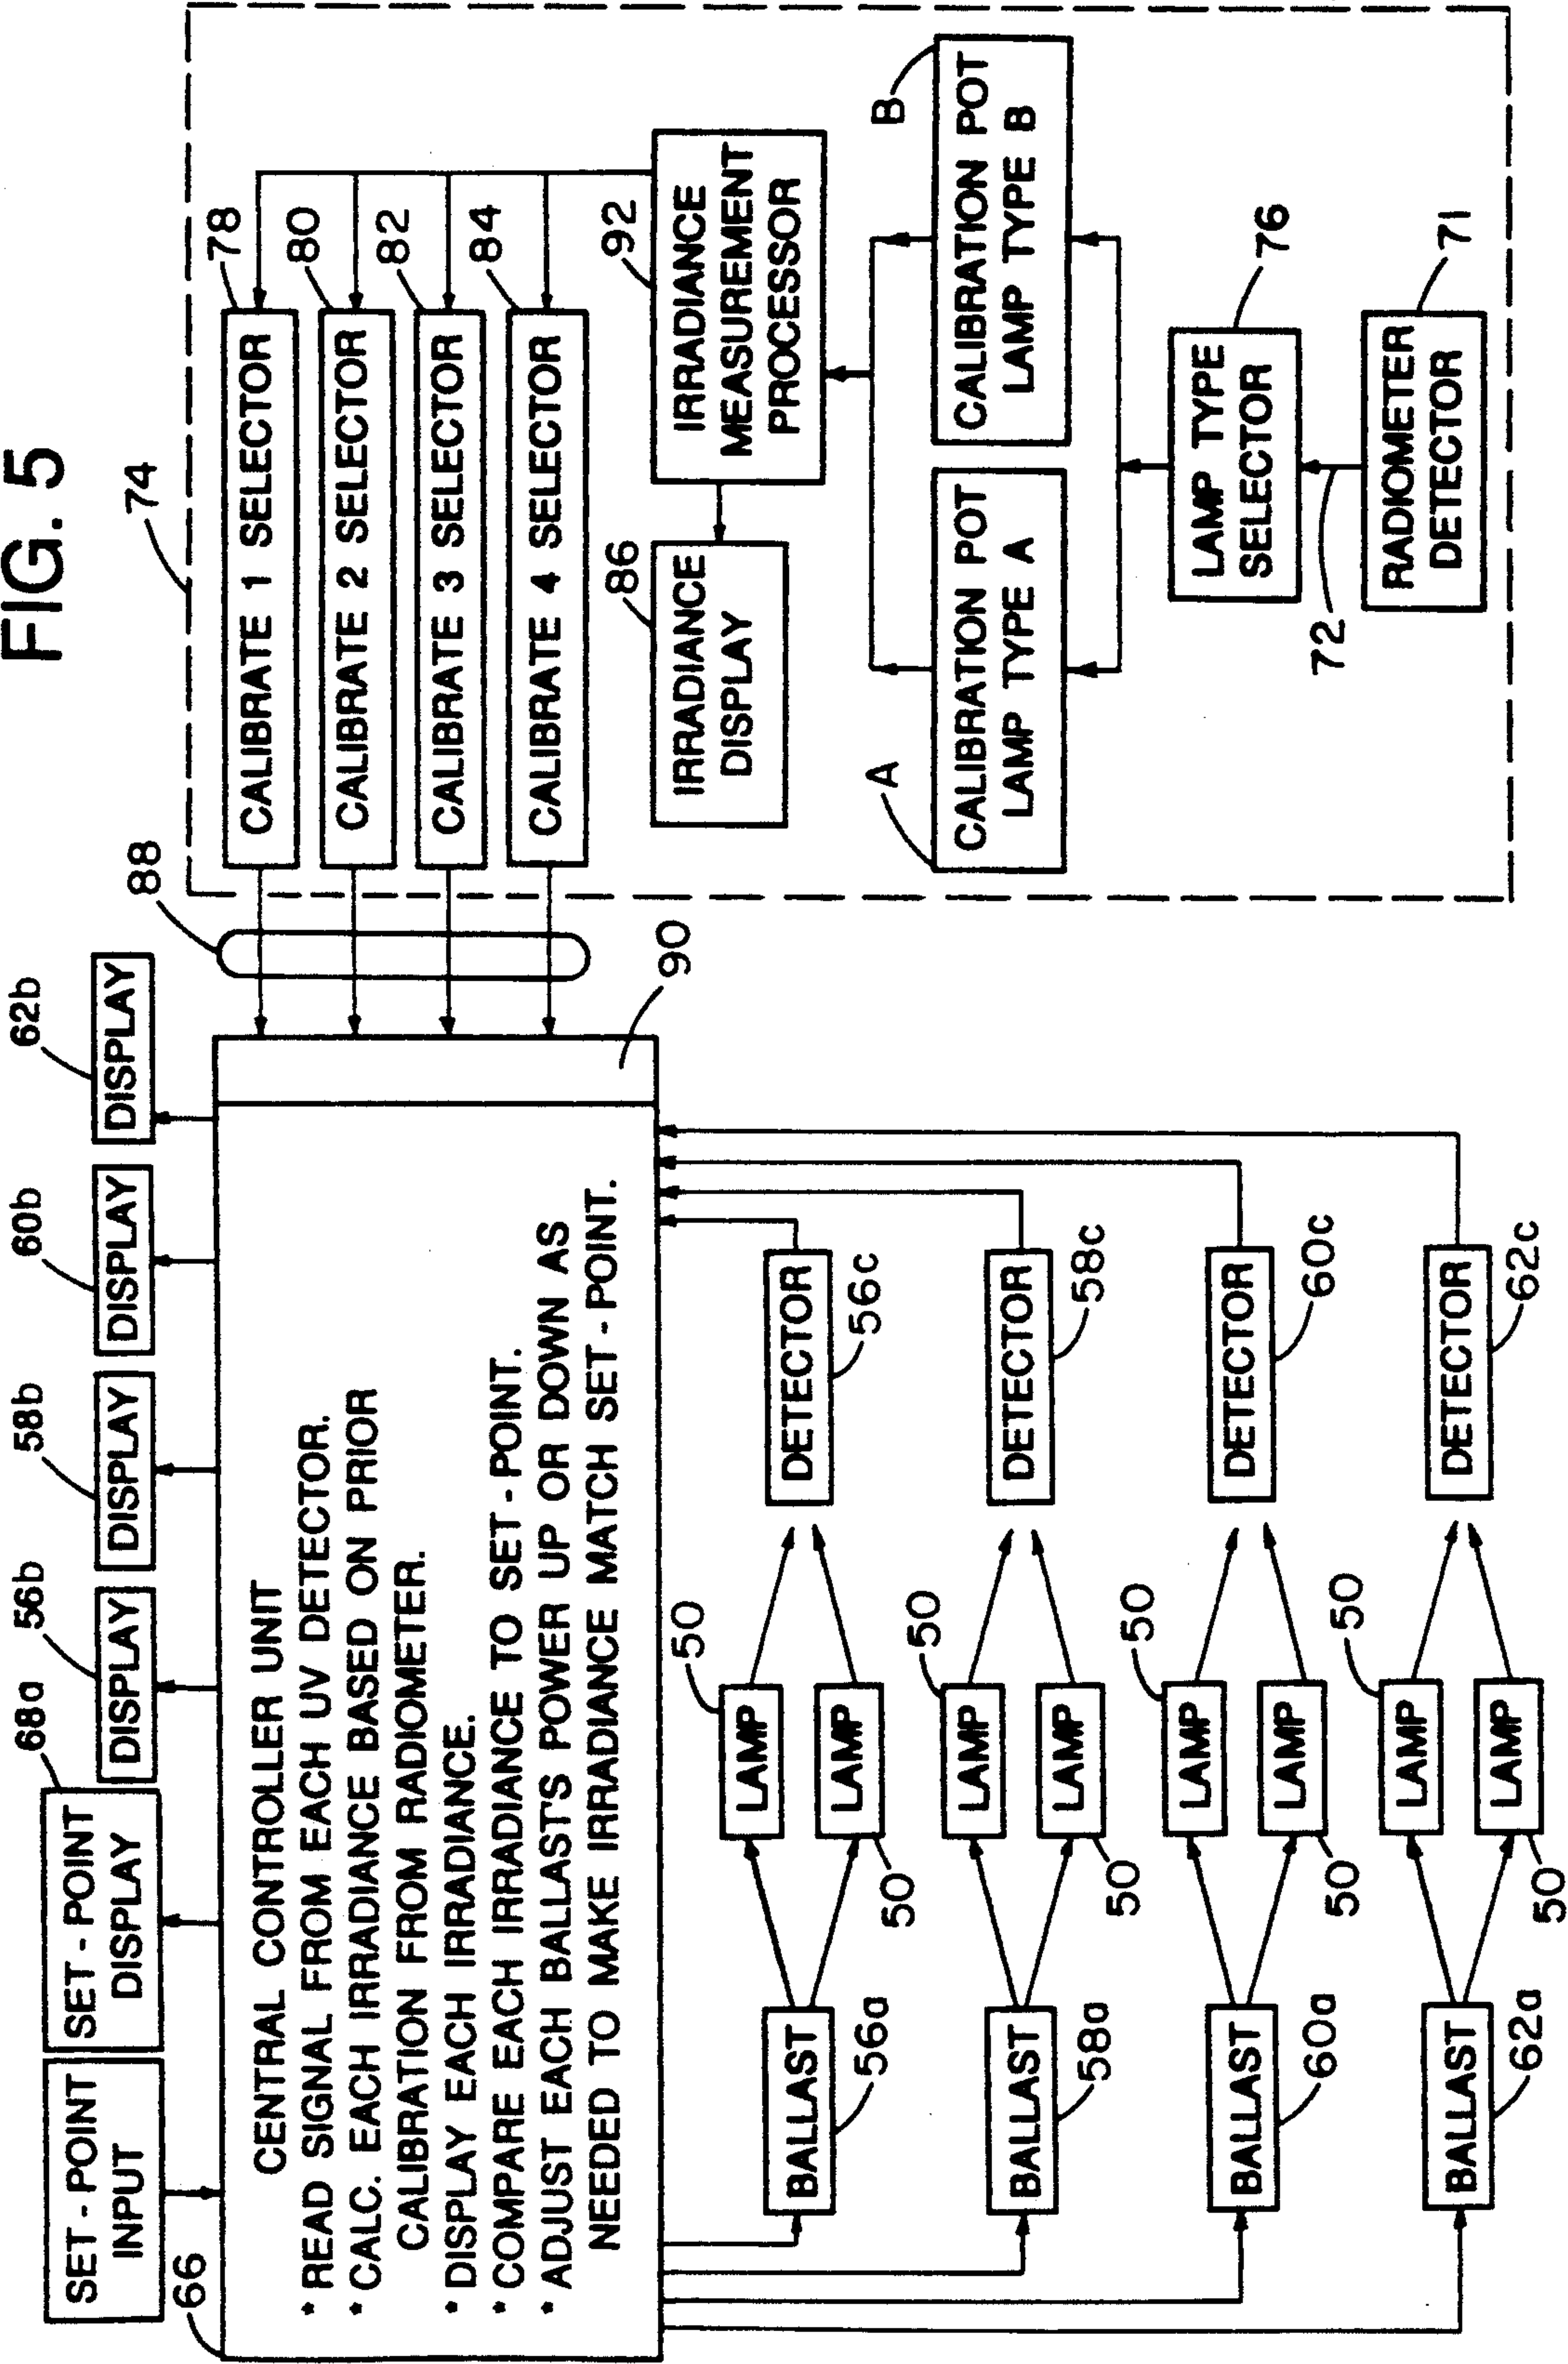 FIG. 5
SET - POINT
INPUT
SET - POINT
DISPLAY
68a
DISPLAY
56b
DISPLAY
58b
DISPLAY
60b
DISPLAY
62b
66
CENTRAL CONTROLLER UNIT
* READ SIGNAL FROM EACH UV DETECTOR.
* CALC. EACH IRRADIANCE BASED ON PRIOR
CALIBRATION FROM RADIOMETER.
* DISPLAY EACH IRRADIANCE.
* COMPARE EACH IRRADIANCE TO SET - POINT.
* ADJUST EACH BALLAST'S POWER UP OR DOWN AS
NEEDED TO MAKE IRRADIANCE MATCH SET - POINT.
90
88
74
CALIBRATE 1 SELECTOR
78
CALIBRATE 2 SELECTOR
80
CALIBRATE 3 SELECTOR
82
CALIBRATE 4 SELECTOR
84
IRRADIANCE
DISPLAY
86
IRRADIANCE
MEASUREMENT
PROCESSOR
92
A
CALIBRATION POT
LAMP TYPE A
B
CALIBRATION POT
LAMP TYPE B
LAMP TYPE
SELECTOR
76
72
RADIOMETER
DETECTOR
71
BALLAST
56a
LAMP
50
LAMP
50
DETECTOR
56c
BALLAST
58a
LAMP
50
LAMP
50
DETECTOR
58c
BALLAST
60a
LAMP
50
LAMP
50
DETECTOR
60c
BALLAST
62a
LAMP
50
LAMP
50
DETECTOR
62c